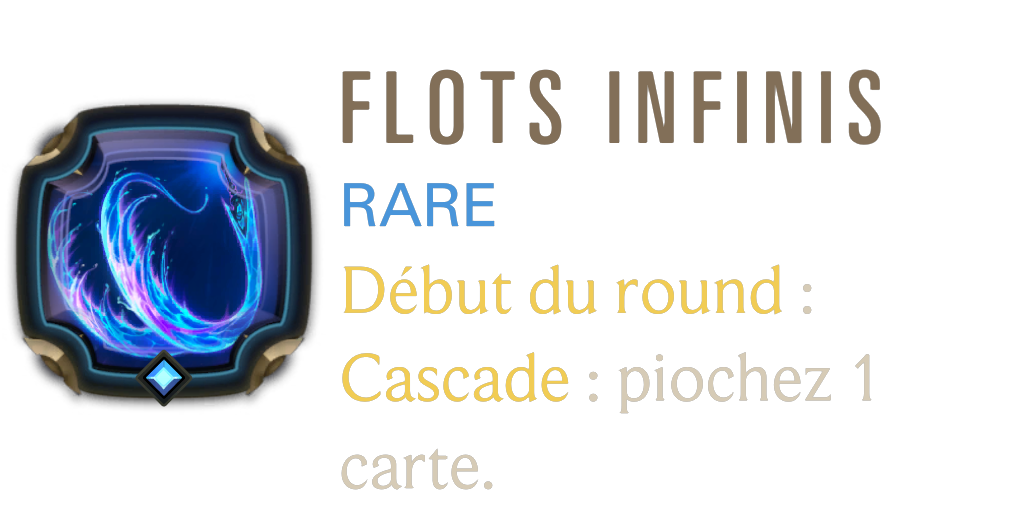 FLOTS INFINIS
RARE
Début du round :
Cascade : piochez 1
carte.